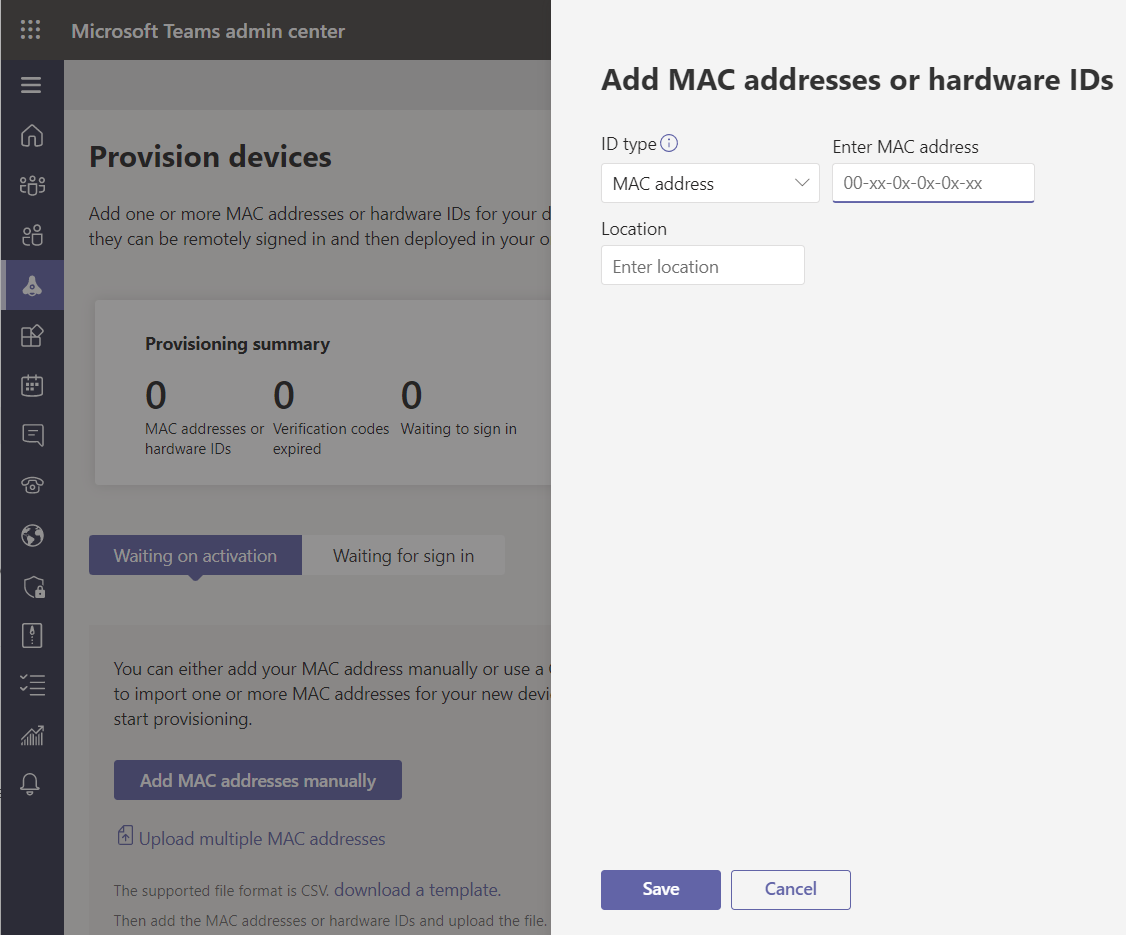 Microsoft Teams admin center
Provision devices
Add one or more MAC addresses or hardware IDs for your d
they can be remotely signed in and then deployed in your o
Provisioning summary
0
MAC addresses or
hardware IDs
0
Verification codes
expired
0
Waiting to sign in
Waiting on activation
Waiting for sign in
You can either add your MAC address manually or use a
to import one or more MAC addresses for your new devi
start provisioning.
Add MAC addresses manually
Upload multiple MAC addresses
The supported file format is CSV. download a template.
Then add the MAC addresses or hardware IDs and upload the file.
Add MAC addresses or hardware IDs
ID type
MAC address
Enter MAC address
00-xx-0x-0x-0x-xx
Location
Enter location
Save
Cancel